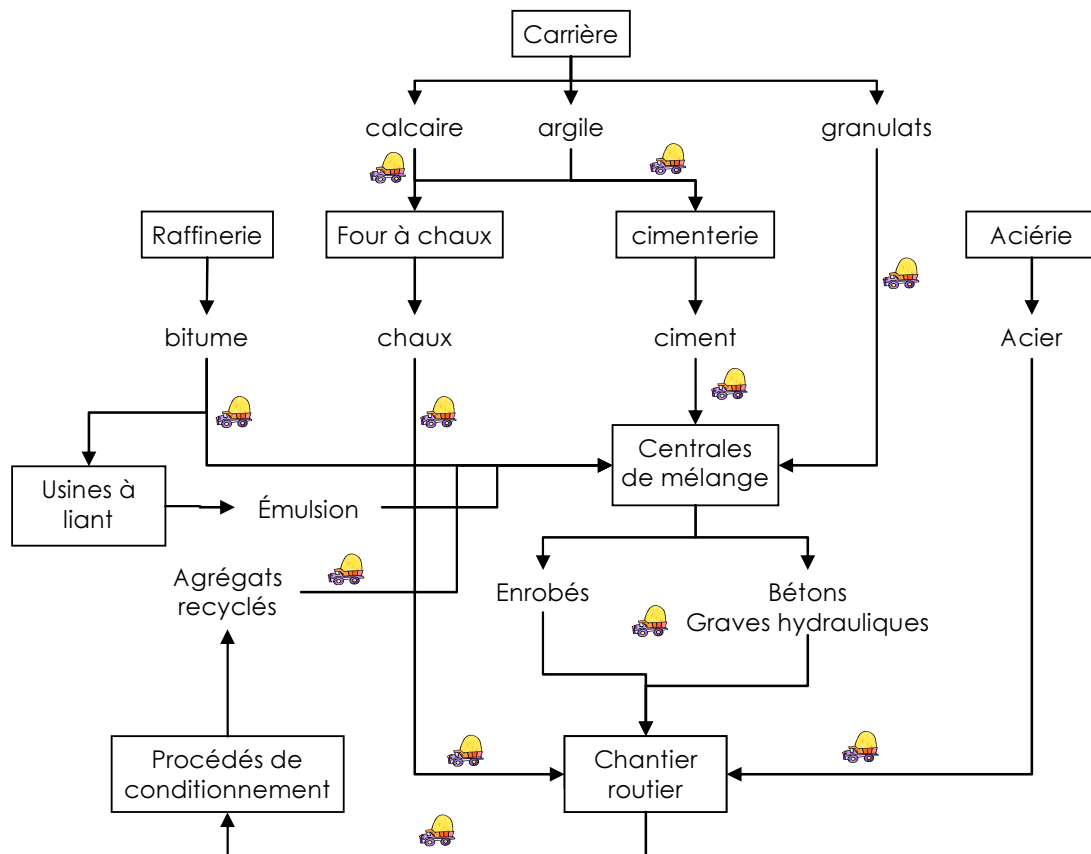 Carrière
calcaire
argile
granulats
Raffinerie
Four à chaux
cimenterie
Aciérie
bitume
chaux
ciment
Acier
Centrales
de mélange
Usines à
liant
Émulsion
Agrégats
recyclés
Enrobés
Bétons
Graves hydrauliques
Procédés de
conditionnement
Chantier
routier